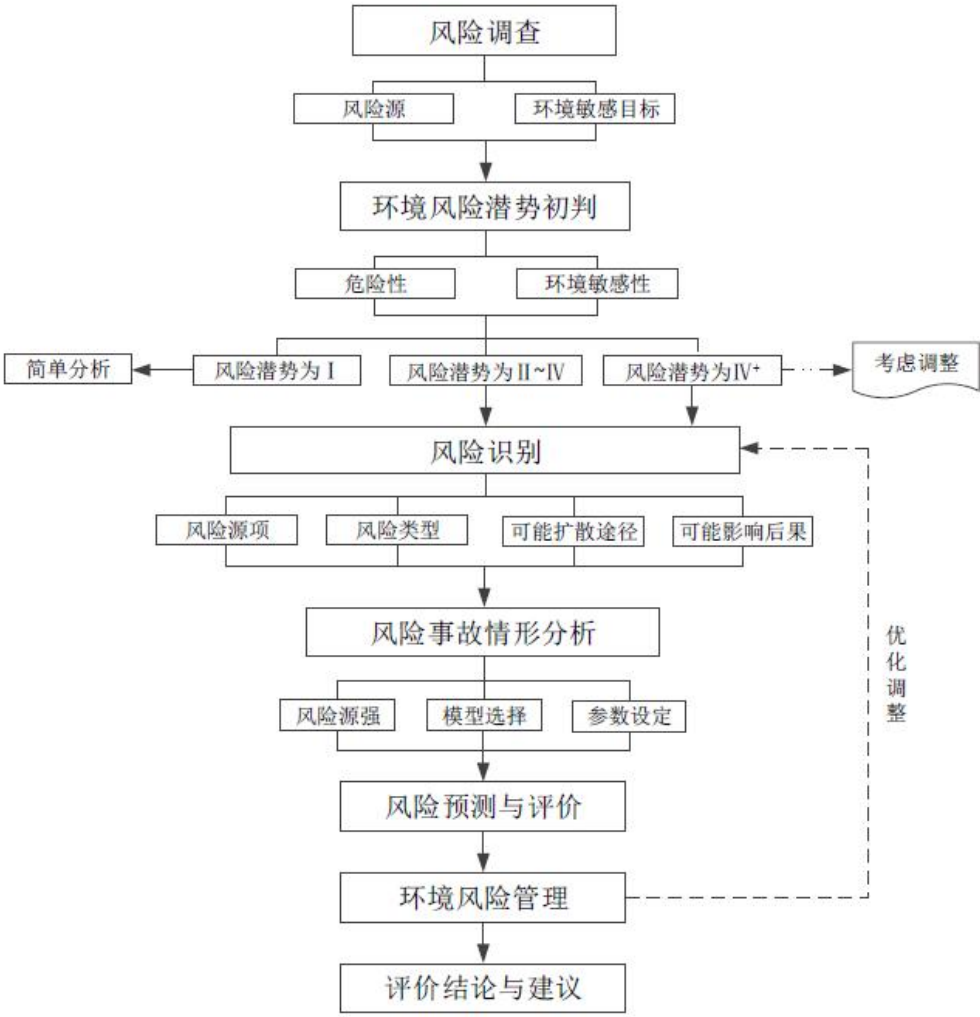 风险调查
风险源
环境敏感目标
环境风险潜势初判
危险性
环境敏感性
简单分析
风险潜势为Ⅰ
风险潜势为Ⅱ~Ⅳ
风险潜势为Ⅳ⁺
考虑调整
风险识别
风险源项
风险类型
可能扩散途径
可能影响后果
风险事故情形分析
优化调整
风险源强
模型选择
参数设定
风险预测与评价
环境风险管理
评价结论与建议